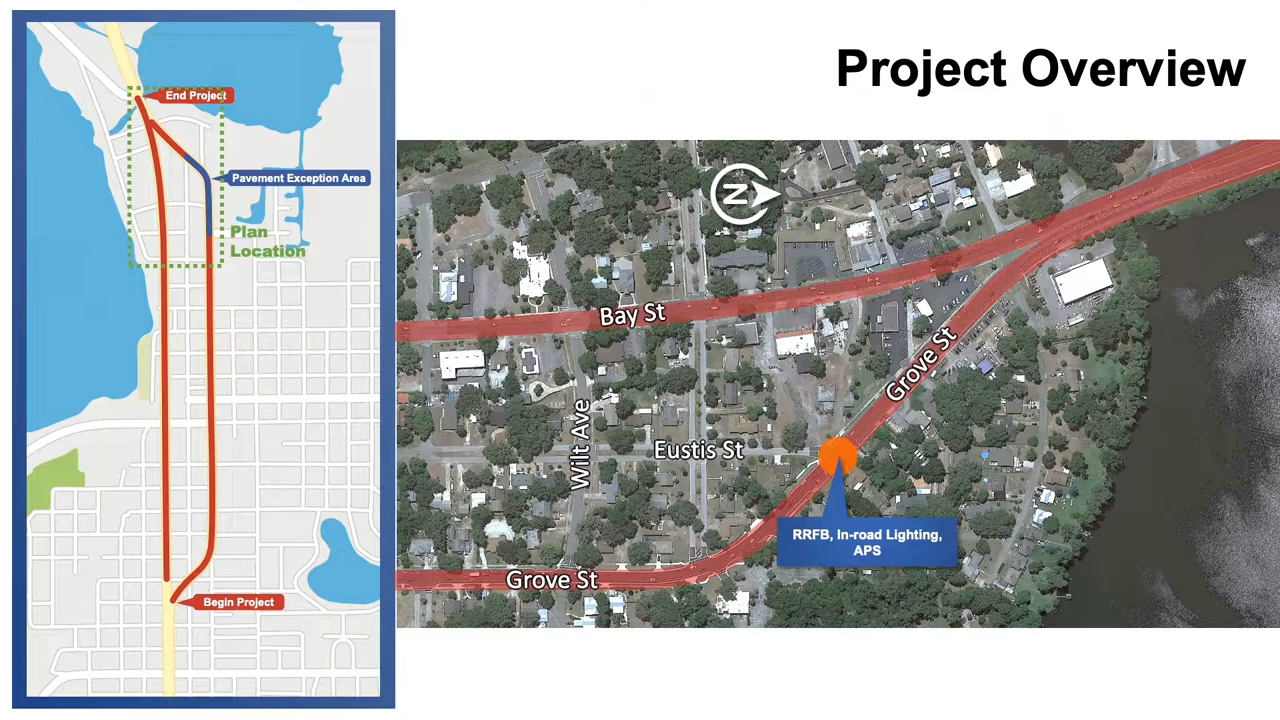 Project Overview
End Project
Pavement Exception Area
Plan
Location
Begin Project
N
Bay St
Grove St
Wilt Ave
Eustis St
RRFB, In-road Lighting,
APS
Grove St